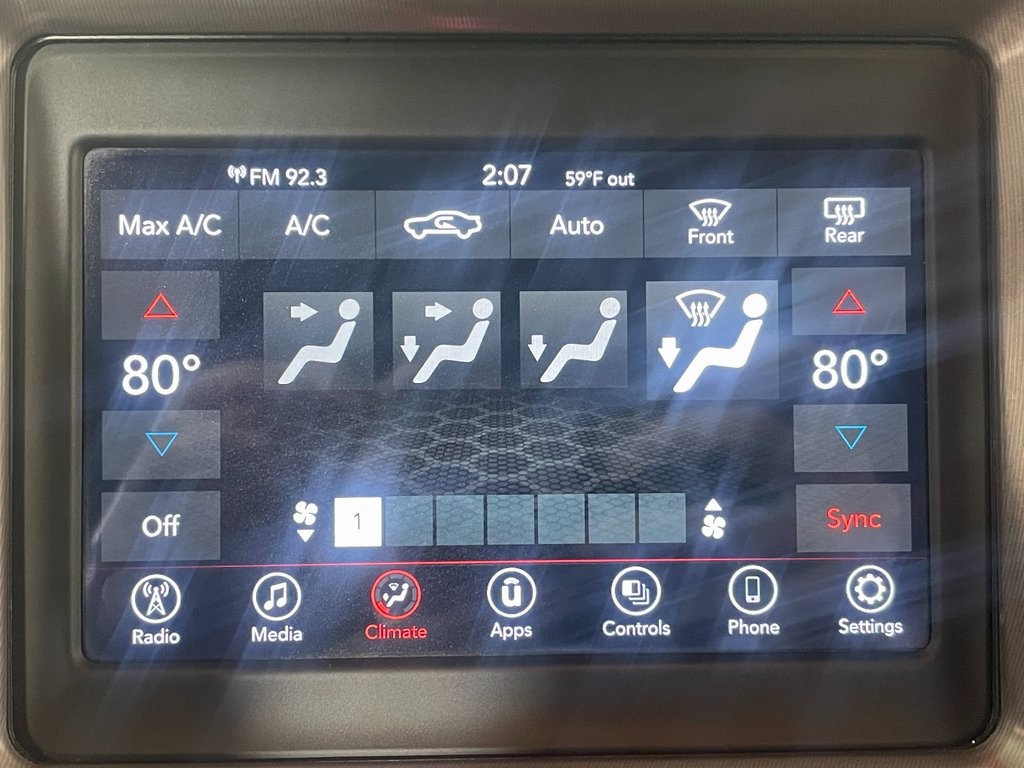 FM 92.3 2:07 59°F out
Max A/C A/C Auto Front Rear
80° 80°
Off 1 Sync
Radio Media Climate Apps Controls Phone Settings